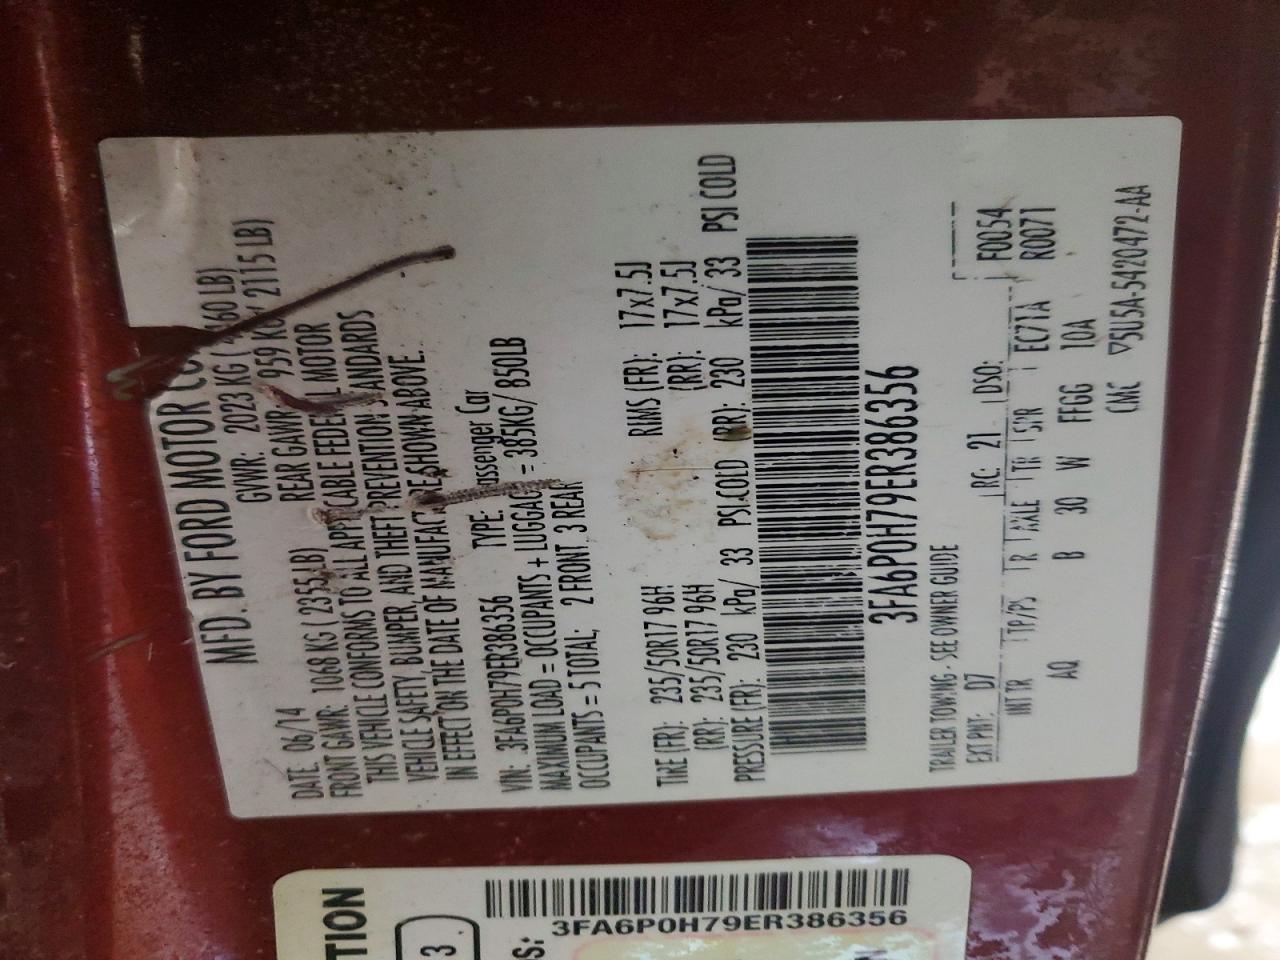 MFD. BY FORD MOTOR CO
DATE: 06/14 GVWR: 2023 KG ( 60 LB)
FRONT GAWR: 1068 KG ( 2355 LB) REAR GAWR: 959 KG/ 2115 LB)
THIS VEHICLE CONFORMS TO ALL APPLICABLE FEDERAL MOTOR
VEHICLE SAFETY, BUMPER, AND THEFT PREVENTION STANDARDS
IN EFFECT ON THE DATE OF MANUFACTURE SHOWN ABOVE.
VIN: 3FA6P0H79ER386356 TYPE: Passenger Car
MAXIMUM LOAD = OCCUPANTS + LUGGAGE = 385KG/ 850LB
OCCUPANTS = 5 TOTAL; 2 FRONT 3 REAR
TIRE (FR): 235/50R17 96H RIMS (FR): 17x7.5J
(RR): 235/50R17 96H (RR): 17x7.5J
PRESSURE (FR): 230 kPa/ 33 PSI COLD (RR): 230 kPa/ 33 PSI COLD
3FA6P0H79ER386356
TRAILER TOWING - SEE OWNER GUIDE
EXT PNT: D7 RC: 21 DSO: F0054
INT TR TP/PS R AXLE TR SPR EC71A R0071
AQ B 30 W FFGG 10A
CMC ▽5U5A-5420472-AA
TION
3
S:
3FA6P0H79ER386356